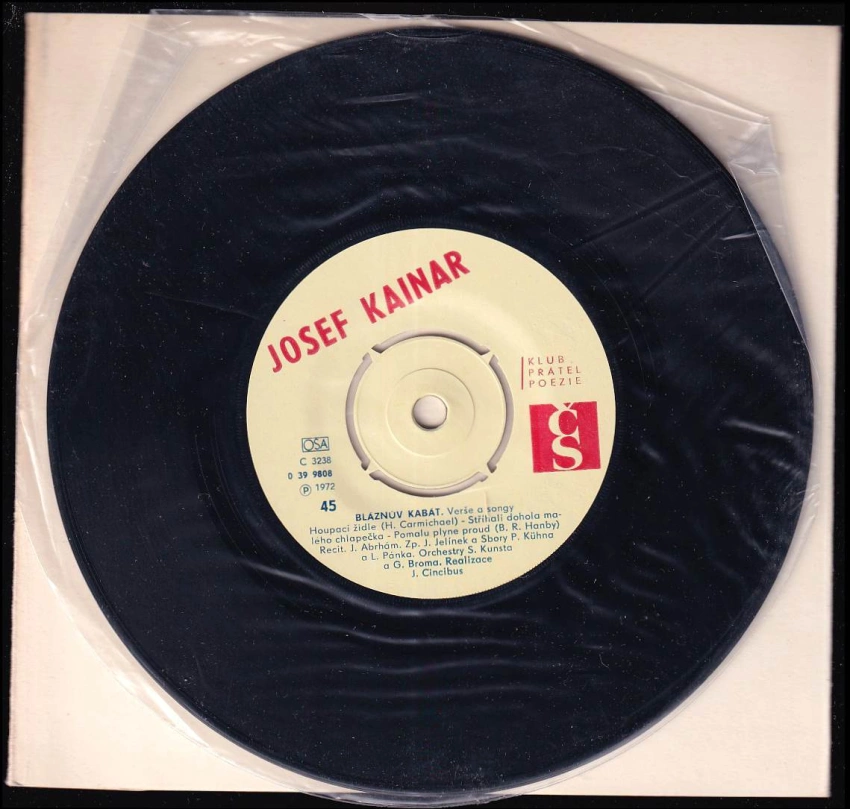 JOSEF KAINAR
KLUB
PŘÁTEL
POEZIE
ČS
OSA
C 3238
0 39 9808
Ⓟ 1972
45
BLÁZNŮV KABÁT. Verše a songy
Houpací židle (H. Carmichael) - Stříhali dohola ma-
lého chlapečka - Pomalu plyne proud (B. R. Hanby)
Recit. J. Abrhám. Zp. J. Jelínek a Sbory P. Kühna
a L. Pánka. Orchestry S. Kunsta
a G. Broma. Realizace
J. Cincibus